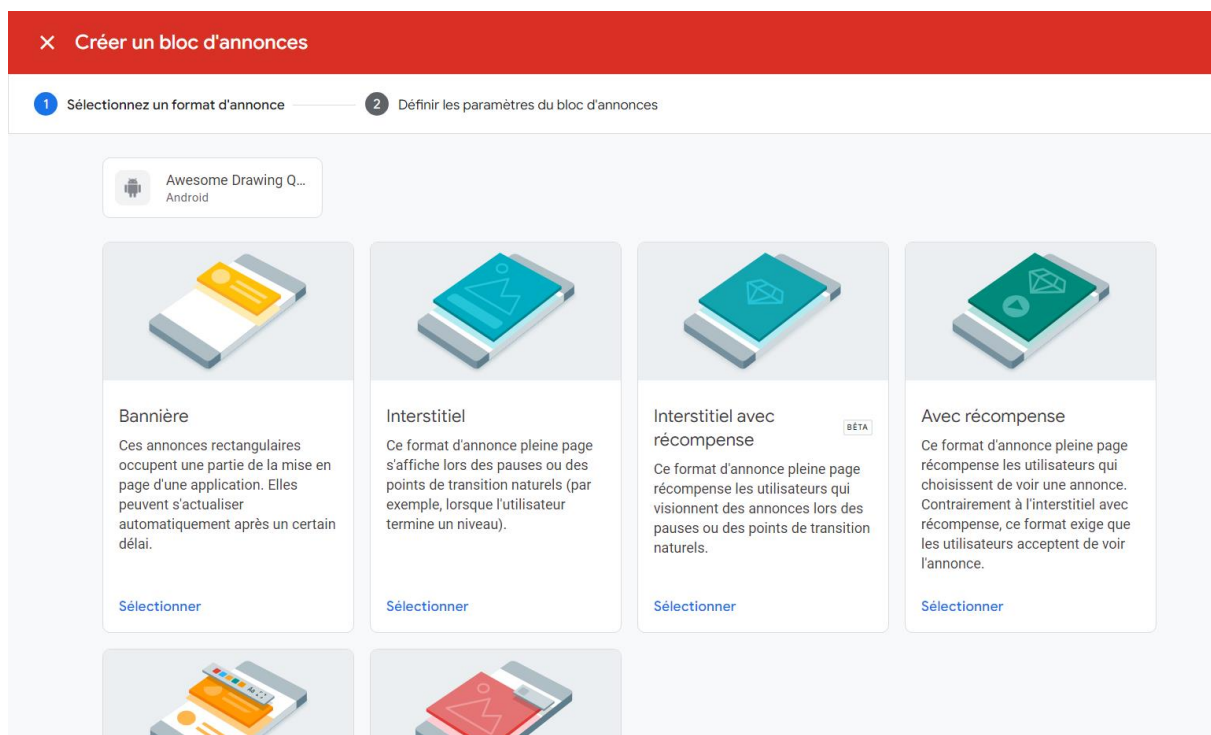 Créer un bloc d'annonces
1 Sélectionnez un format d'annonce
2 Définir les paramètres du bloc d'annonces
Awesome Drawing Q...
Android
Bannière
Ces annonces rectangulaires
occupent une partie de la mise en
page d'une application. Elles
peuvent s'actualiser
automatiquement après un certain
délai.
Sélectionner
Interstitiel
Ce format d'annonce pleine page
s'affiche lors des pauses ou des
points de transition naturels (par
exemple, lorsque l'utilisateur
termine un niveau).
Sélectionner
Interstitiel avec
récompense
BÊTA
Ce format d'annonce pleine page
récompense les utilisateurs qui
visionnent des annonces lors des
pauses ou des points de transition
naturels.
Sélectionner
Avec récompense
Ce format d'annonce pleine page
récompense les utilisateurs qui
choisissent de voir une annonce.
Contrairement à l'interstitiel avec
récompense, ce format exige que
les utilisateurs acceptent de voir
l'annonce.
Sélectionner
Aa